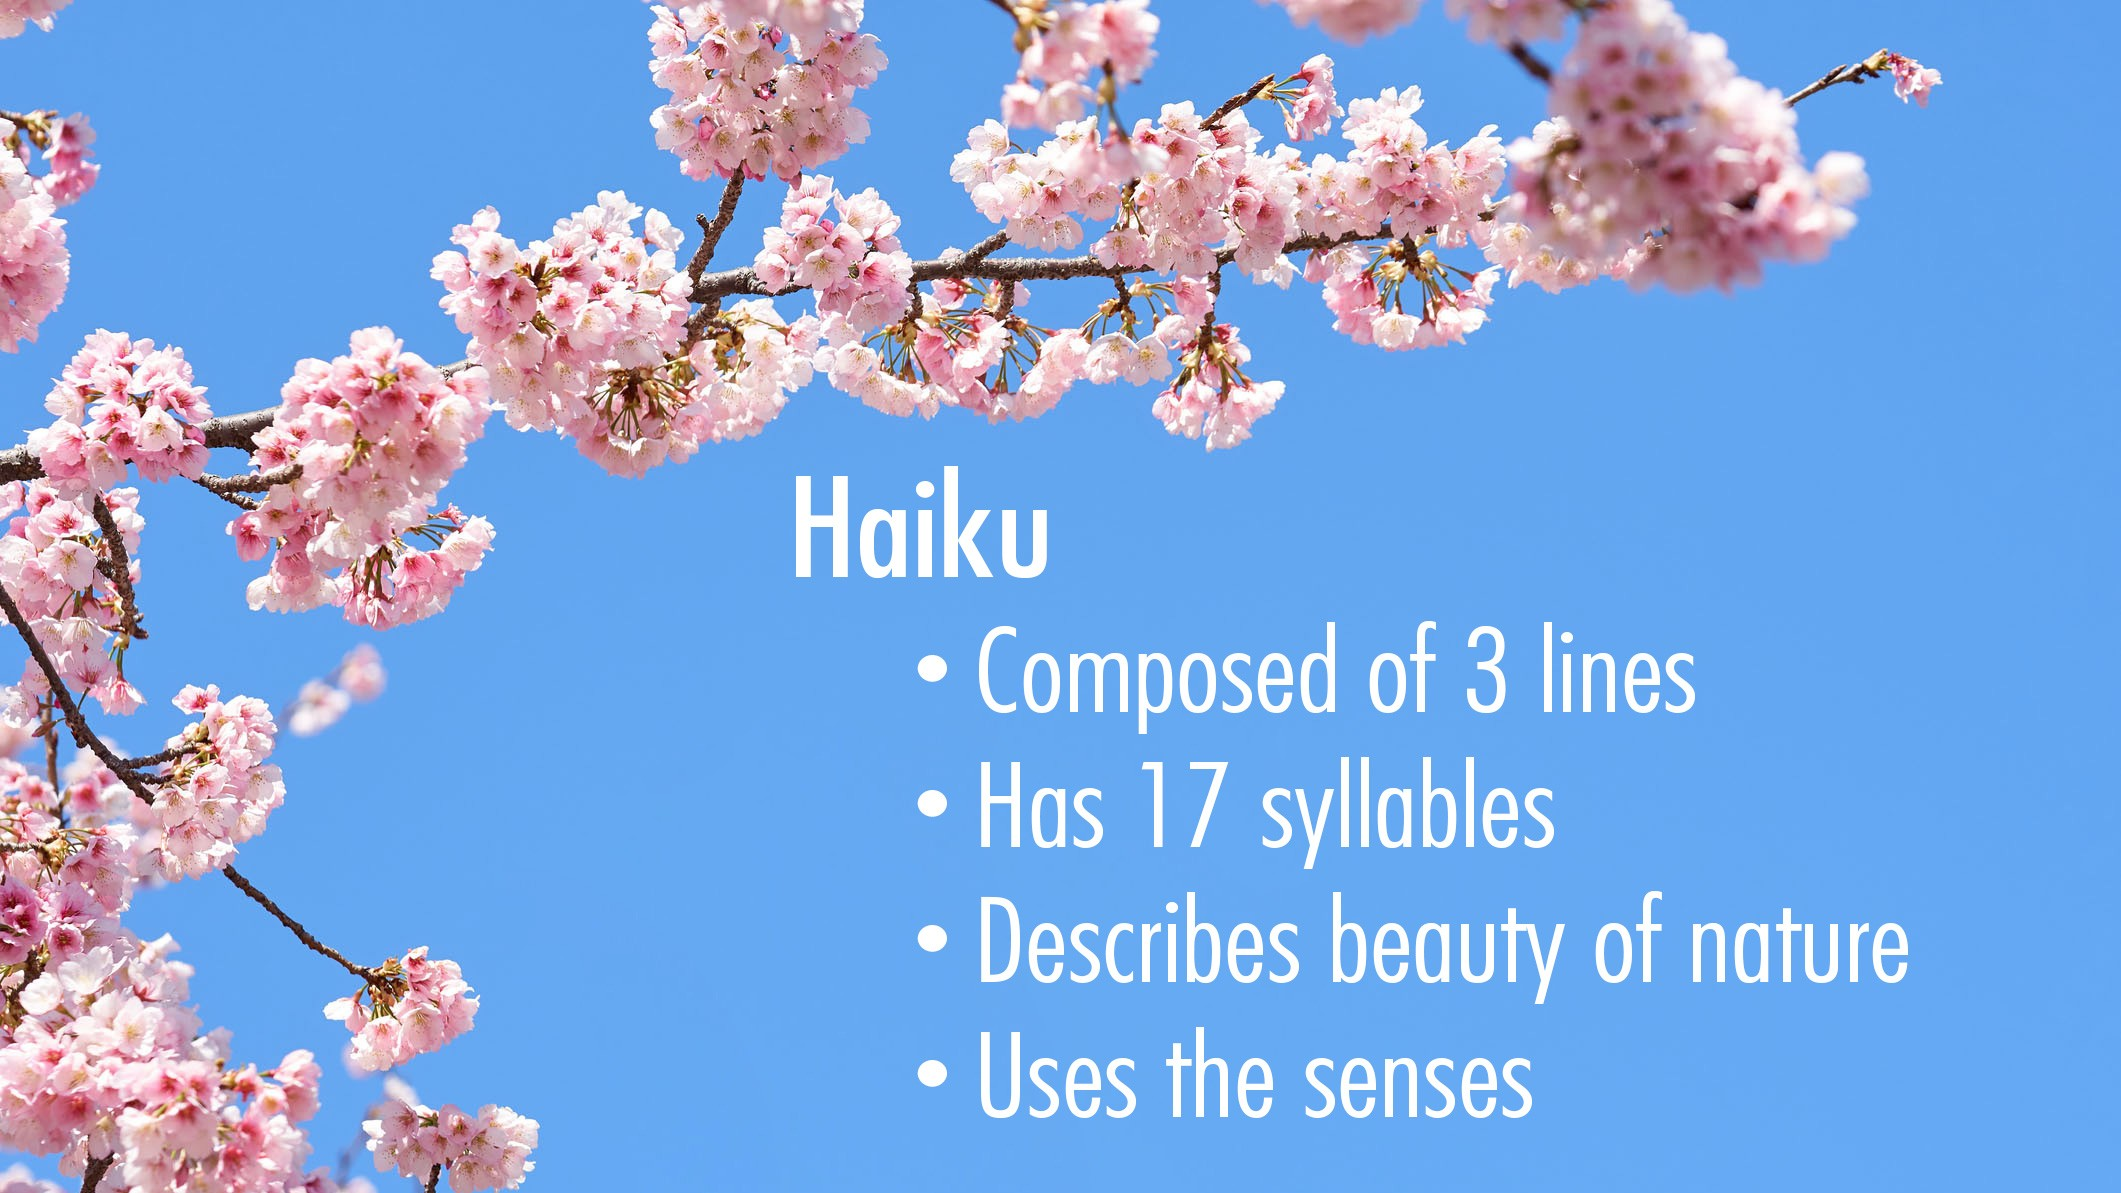 Haiku
• Composed of 3 lines
• Has 17 syllables
• Describes beauty of nature
• Uses the senses